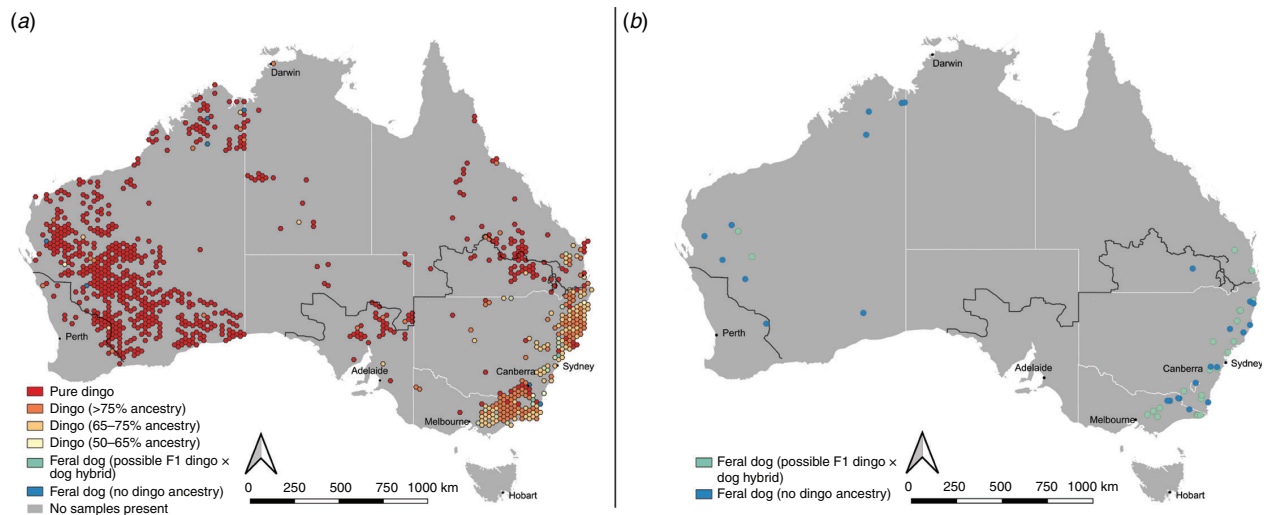 (a)
Darwin
Perth
Adelaide
Canberra
Sydney
Melbourne
Hobart
Pure dingo
Dingo (>75% ancestry)
Dingo (65–75% ancestry)
Dingo (50–65% ancestry)
Feral dog (possible F1 dingo ×
dog hybrid)
Feral dog (no dingo ancestry)
No samples present
0 250 500 750 1000 km
(b)
Darwin
Perth
Adelaide
Canberra
Sydney
Melbourne
Hobart
Feral dog (possible F1 dingo ×
dog hybrid)
Feral dog (no dingo ancestry)
0 250 500 750 1000 km